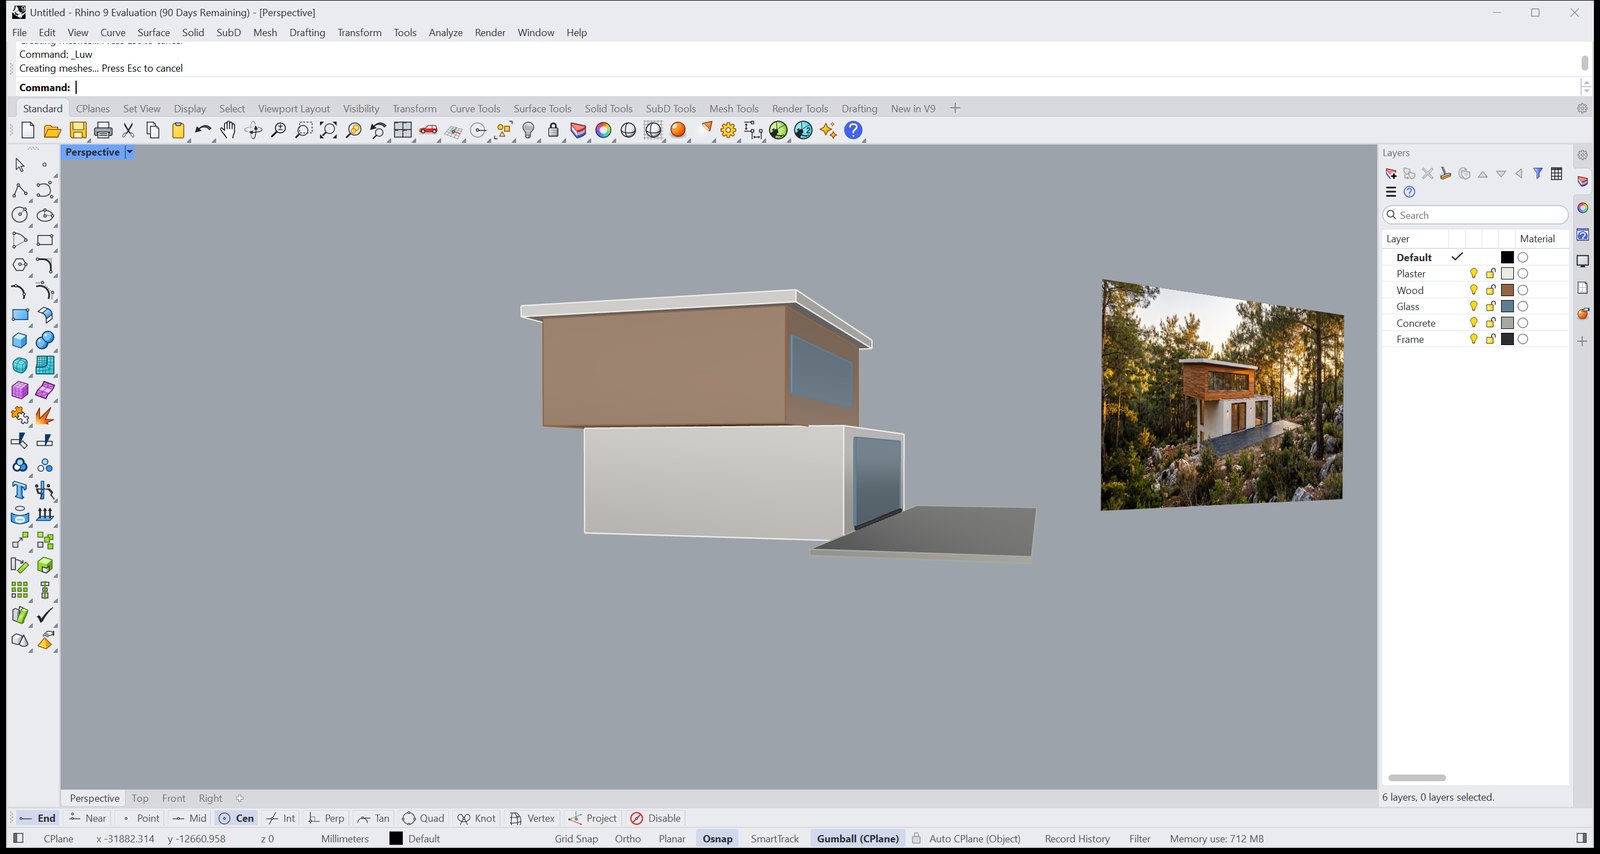 Untitled - Rhino 9 Evaluation (90 Days Remaining) - [Perspective]
File Edit View Curve Surface Solid SubD Mesh Drafting Transform Tools Analyze Render Window Help
Creating meshes... Press Esc to cancel
Command: _Luw
Creating meshes... Press Esc to cancel
Command:
Standard CPlanes Set View Display Select Viewport Layout Visibility Transform Curve Tools Surface Tools Solid Tools SubD Tools Mesh Tools Render Tools Drafting New in V9
Perspective
Layers
Search
Layer Material
Default
Plaster
Wood
Glass
Concrete
Frame
6 layers, 0 layers selected.
Perspective Top Front Right
End Near Point Mid Cen Int Perp Tan Quad Knot Vertex Project Disable
CPlane x -31882.314 y -12660.958 z 0 Millimeters Default Grid Snap Ortho Planar Osnap SmartTrack Gumball (CPlane) Auto CPlane (Object) Record History Filter Memory use: 712 MB